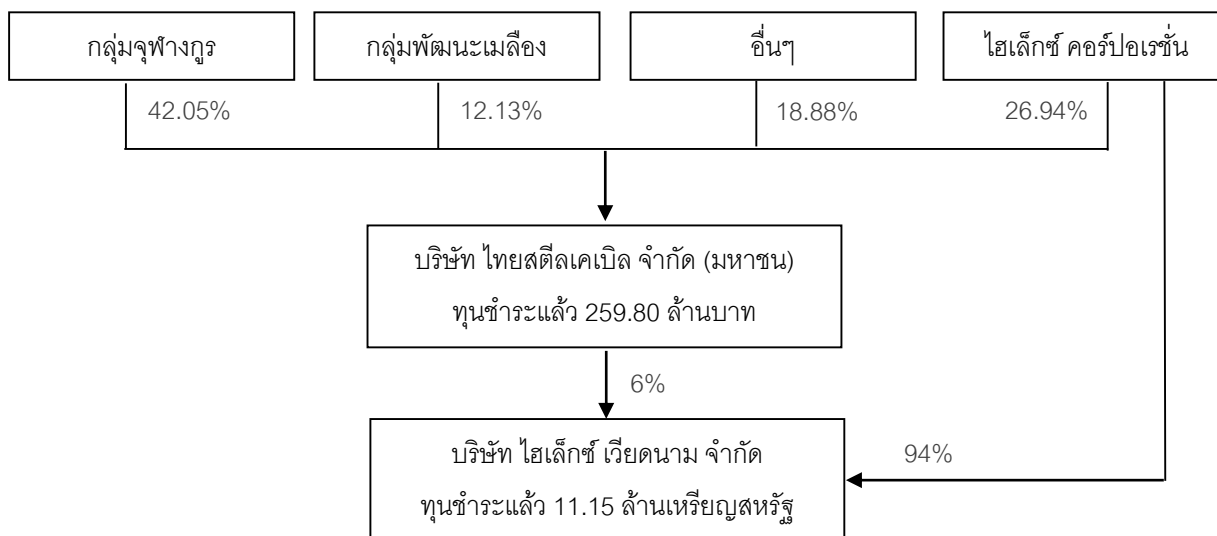 กลุ่มจุฬางกูร
กลุ่มพัฒนะเมลือง
อื่นๆ
ไฮเล็กซ์ คอร์ปอเรชั่น
42.05%
12.13%
18.88%
26.94%
บริษัท ไทยสตีลเคเบิล จำกัด (มหาชน)
ทุนชำระแล้ว 259.80 ล้านบาท
6%
บริษัท ไฮเล็กซ์ เวียดนาม จำกัด
ทุนชำระแล้ว 11.15 ล้านเหรียญสหรัฐ
94%